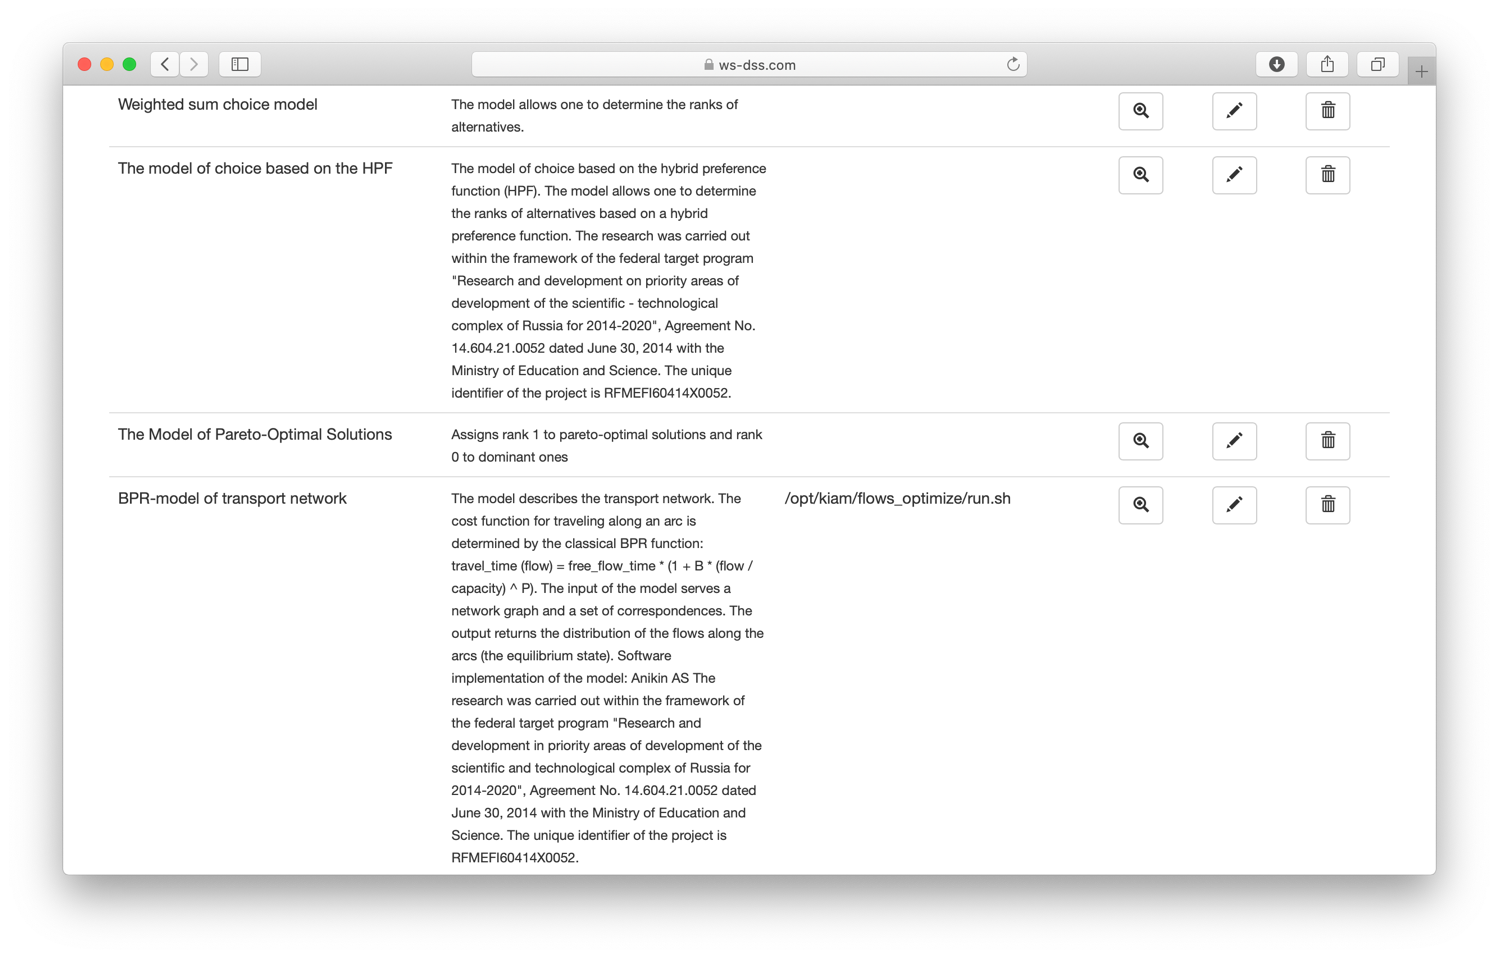 ws-dss.com
Weighted sum choice model
The model allows one to determine the ranks of
alternatives.
The model of choice based on the HPF
The model of choice based on the hybrid preference
function (HPF). The model allows one to determine
the ranks of alternatives based on a hybrid
preference function. The research was carried out
within the framework of the federal target program
"Research and development on priority areas of
development of the scientific - technological
complex of Russia for 2014-2020", Agreement No.
14.604.21.0052 dated June 30, 2014 with the
Ministry of Education and Science. The unique
identifier of the project is RFMEFI60414X0052.
The Model of Pareto-Optimal Solutions
Assigns rank 1 to pareto-optimal solutions and rank
0 to dominant ones
BPR-model of transport network
The model describes the transport network. The
cost function for traveling along an arc is
determined by the classical BPR function:
travel_time (flow) = free_flow_time * (1 + B * (flow /
capacity) ^ P). The input of the model serves a
network graph and a set of correspondences. The
output returns the distribution of the flows along the
arcs (the equilibrium state). Software
implementation of the model: Anikin AS The
research was carried out within the framework of
the federal target program "Research and
development in priority areas of development of the
scientific and technological complex of Russia for
2014-2020", Agreement No. 14.604.21.0052 dated
June 30, 2014 with the Ministry of Education and
Science. The unique identifier of the project is
RFMEFI60414X0052.
/opt/kiam/flows_optimize/run.sh